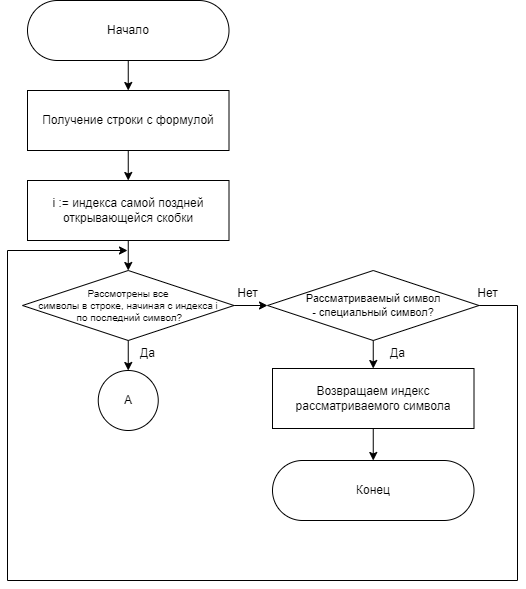 Начало
Получение строки с формулой
i := индекса самой поздней
открывающейся скобки
Рассмотрены все
символы в строке, начиная с индекса i
по последний символ?
Нет
Рассматриваемый символ
- специальный символ?
Нет
Да
Да
А
Возвращаем индекс
рассматриваемого символа
Конец